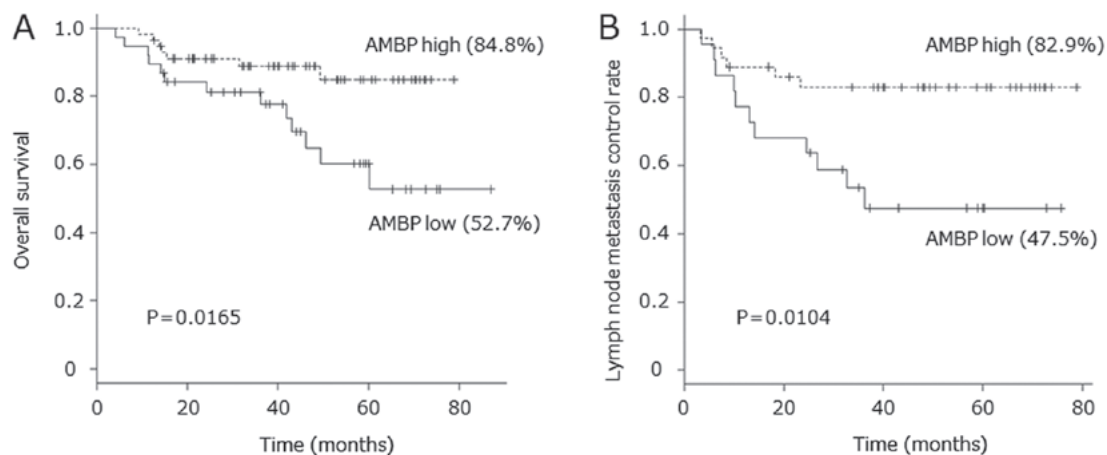 A
1.0
0.8
0.6
0.4
0.2
0
Overall survival
AMBP high (84.8%)
AMBP low (52.7%)
P=0.0165
0 20 40 60 80
Time (months)
B
1.0
0.8
0.6
0.4
0.2
0
Lymph node metastasis control rate
AMBP high (82.9%)
AMBP low (47.5%)
P=0.0104
0 20 40 60 80
Time (months)